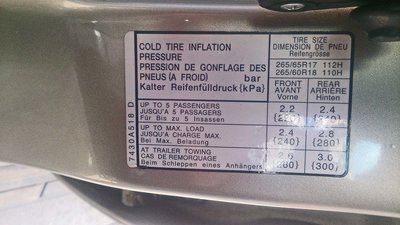 COLD TIRE INFLATION
PRESSURE
PRESSION DE GONFLAGE DES
PNEUS (A FROID) bar
Kalter Reifenfülldruck [kPa]
TIRE SIZE
DIMENSION DE PNEU
Reifengrösse
265/65R17 112H
265/60R18 110H
FRONT AVANT Vorne
REAR ARRIÈRE Hinten
UP TO 5 PASSENGERS
JUSQU'A 5 PASSAGERS
Für Bis zu 5 Insassen
2.2 2.4
{220} {240}
UP TO MAX. LOAD
JUSQU'A CHARGE MAX.
Bei Max. Beladung
2.4 2.8
{240} {280}
AT TRAILER TOWING
CAS DE REMORQUAGE
Beim Schleppen eines Anhängers
2.6 3.0
{260} {300}
7430A518 D